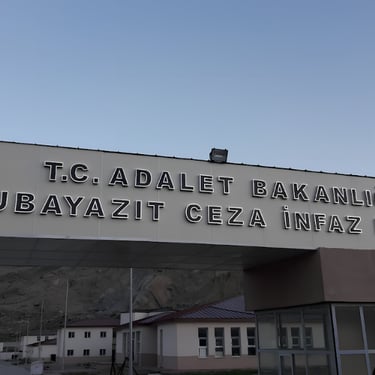 T.C. ADALET BAKANLI
UBAYAZIT CEZA İNFAZ